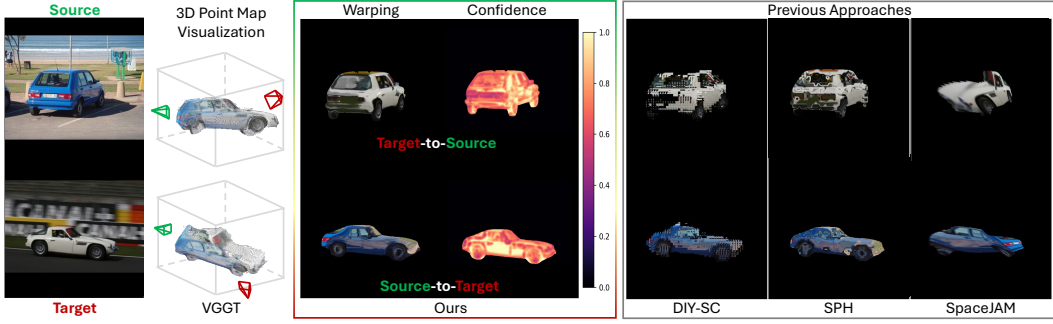 Source
Target
3D Point Map
Visualization
VGGT
Warping
Confidence
Target-to-Source
Source-to-Target
Ours
1.0
0.8
0.6
0.4
0.2
0.0
Previous Approaches
DIY-SC
SPH
SpaceJAM